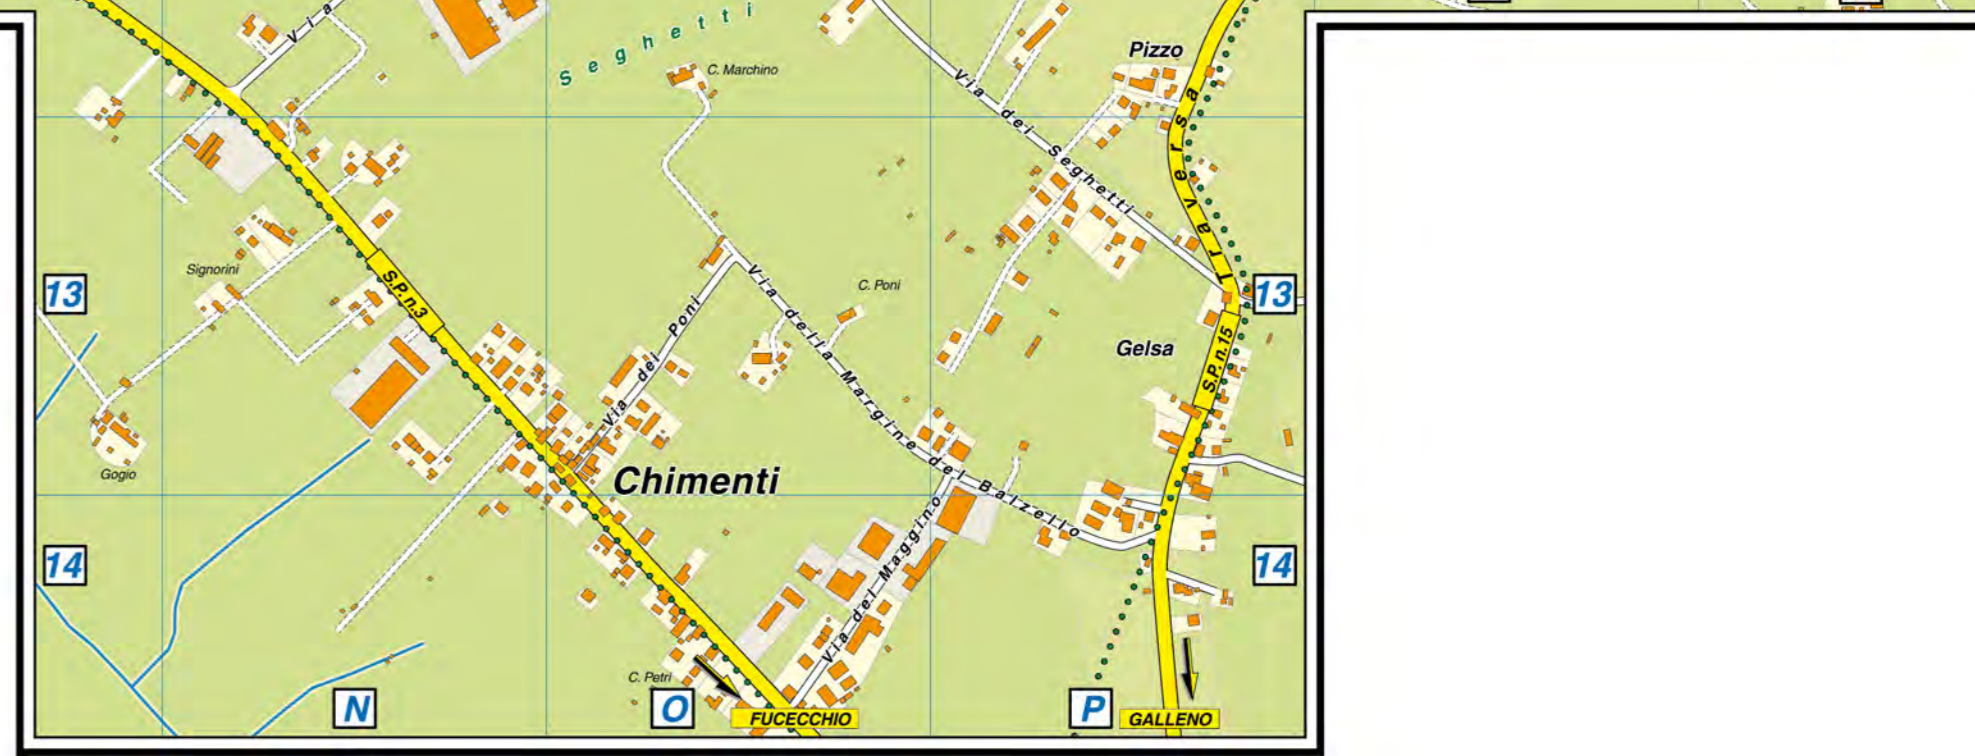 Via
Seghetti
C. Marchino
Pizzo
Via dei Seghetti
Traversa
Signorini
13
S.P. n.3
Via dei Poni
Via della Margine del Balzello
C. Poni
13
Gelsa
S.P. n.15
Gogio
Chimenti
14
Via del Maggino
14
C. Petri
N
O
P
FUCECCHIO
GALLENO